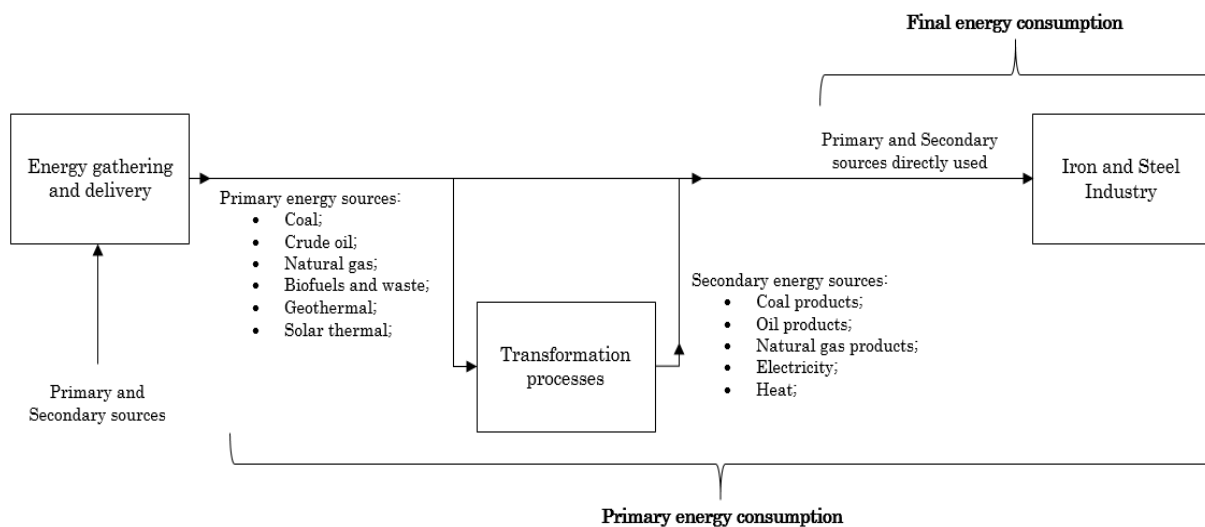 Final energy consumption
Energy gathering
and delivery
Primary and Secondary
sources directly used
Iron and Steel
Industry
Primary energy sources:
• Coal;
• Crude oil;
• Natural gas;
• Biofuels and waste;
• Geothermal;
• Solar thermal;
Transformation
processes
Secondary energy sources:
• Coal products;
• Oil products;
• Natural gas products;
• Electricity;
• Heat;
Primary and
Secondary sources
Primary energy consumption